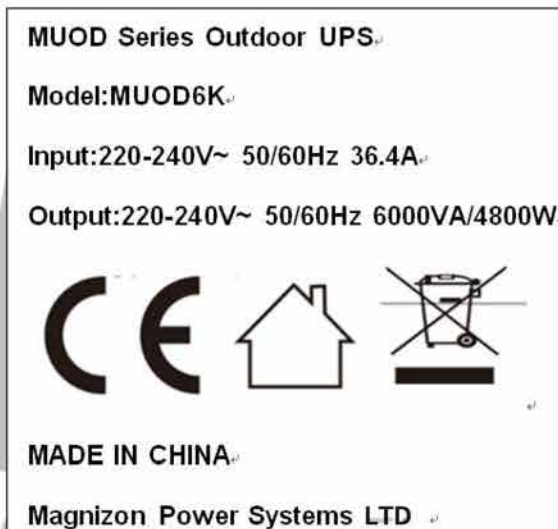 MUOD Series Outdoor UPS
Model:MUOD6K
Input:220-240V~ 50/60Hz 36.4A
Output:220-240V~ 50/60Hz 6000VA/4800W
CE
MADE IN CHINA
Magnizon Power Systems LTD